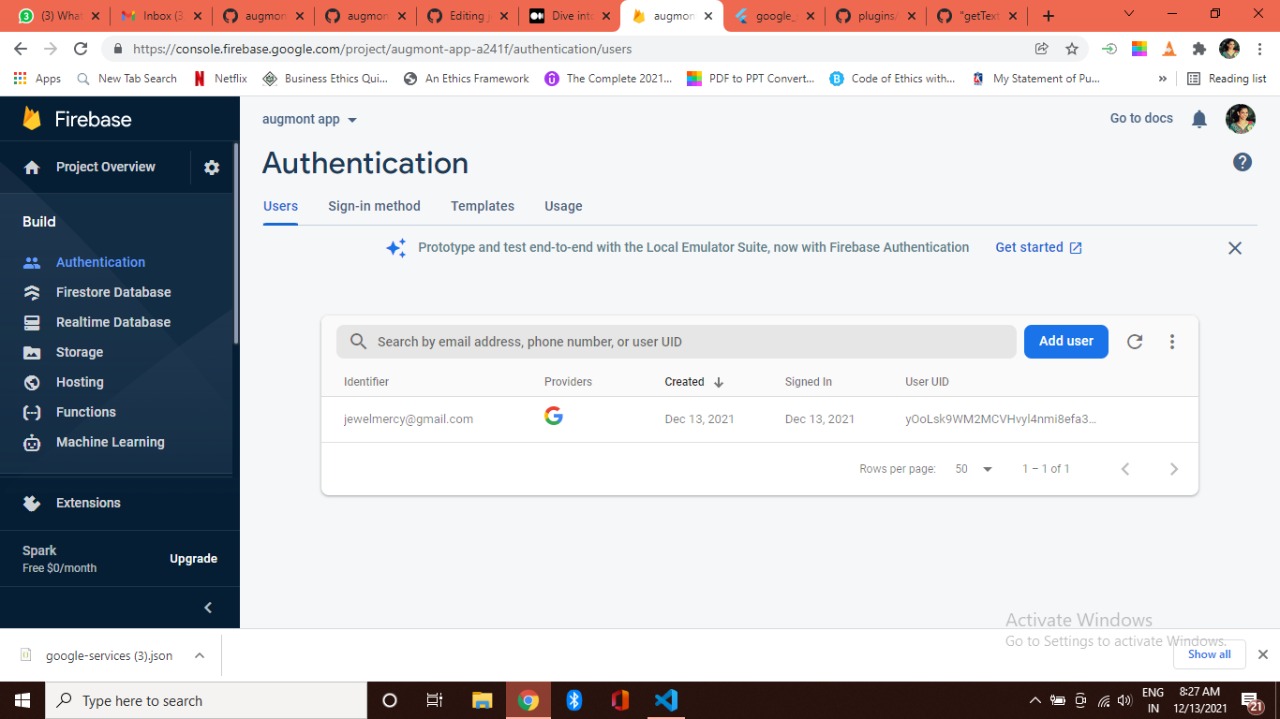 (3) What
Inbox (3
augmon
augmon
Editing j
Dive into
augmon
google_
plugins/
"getText
https://console.firebase.google.com/project/augmont-app-a241f/authentication/users
Apps
New Tab Search
Netflix
Business Ethics Qui...
An Ethics Framework
The Complete 2021...
PDF to PPT Convert...
Code of Ethics with...
My Statement of Pu...
»
Reading list
Firebase
augmont app
Go to docs
Project Overview
Authentication
Build
Users
Sign-in method
Templates
Usage
Prototype and test end-to-end with the Local Emulator Suite, now with Firebase Authentication
Get started
Authentication
Firestore Database
Realtime Database
Storage
Hosting
Functions
Machine Learning
Search by email address, phone number, or user UID
Add user
Identifier
Providers
Created
Signed In
User UID
jewelmercy@gmail.com
Dec 13, 2021
Dec 13, 2021
yOoLsk9WM2MCVHvyl4nmi8efa3...
Rows per page:
50
1 – 1 of 1
Extensions
Spark
Free $0/month
Upgrade
Activate Windows
Go to Settings to activate Windows.
google-services (3).json
Show all
Type here to search
ENG
IN
8:27 AM
12/13/2021
21